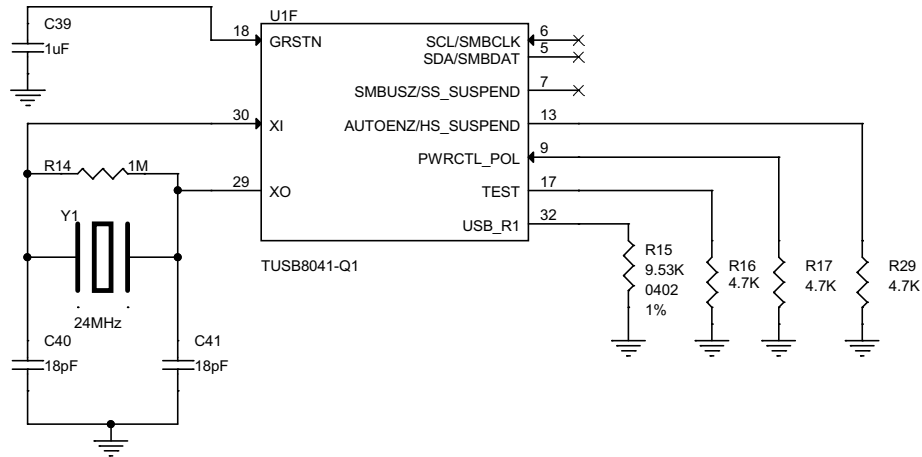 U1F
C39
1uF
18
GRSTN
SCL/SMBCLK
6
SDA/SMBDAT
5
SMBUSZ/SS_SUSPEND
7
30
XI
AUTOENZ/HS_SUSPEND
13
PWRCTL_POL
9
R14
1M
29
XO
TEST
17
USB_R1
32
Y1
24MHz
TUSB8041-Q1
R15
9.53K
0402
1%
R16
4.7K
R17
4.7K
R29
4.7K
C40
18pF
C41
18pF